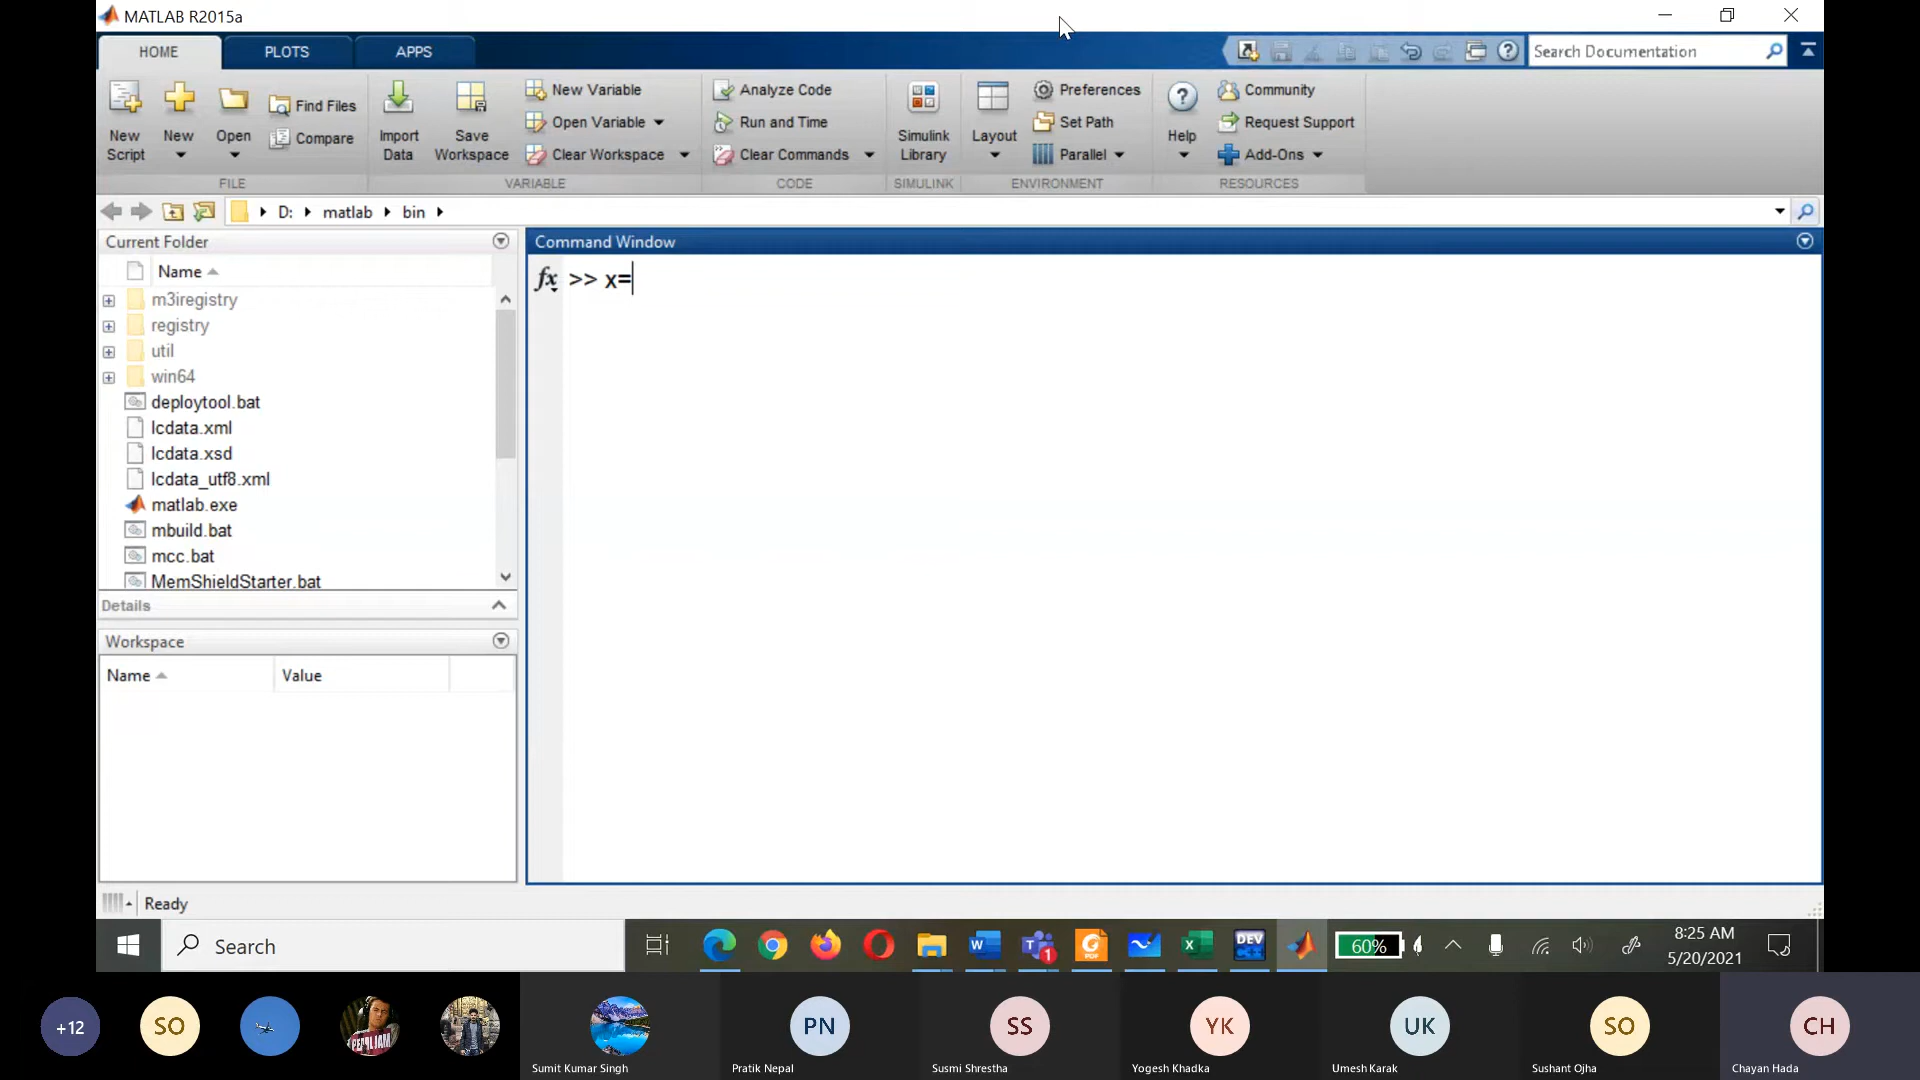 MATLAB R2015a
HOME PLOTS APPS
Search Documentation
New Script
New
Open
Find Files
Compare
FILE
Import Data
Save Workspace
New Variable
Open Variable
Clear Workspace
VARIABLE
Analyze Code
Run and Time
Clear Commands
CODE
Simulink Library
SIMULINK
Layout
Preferences
Set Path
Parallel
ENVIRONMENT
Help
Community
Request Support
Add-Ons
RESOURCES
D: matlab bin
Current Folder
Name
m3iregistry
registry
util
win64
deploytool.bat
lcdata.xml
lcdata.xsd
lcdata_utf8.xml
matlab.exe
mbuild.bat
mcc.bat
MemShieldStarter.bat
Details
Workspace
Name Value
Command Window
fx >> x=
Ready
Search
W
T
1
G
PDF
X
DEV
C++
60%
8:25 AM
5/20/2021
+12
SO
PEARL JAM
PN
SS
YK
UK
SO
CH
Sumit Kumar Singh
Pratik Nepal
Susmi Shrestha
Yogesh Khadka
Umesh Karak
Sushant Ojha
Chayan Hada